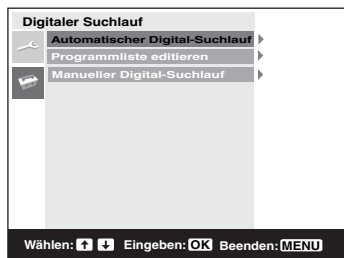 Digitaler Suchlauf
Automatischer Digital-Suchlauf
Programmliste editieren
Manueller Digital-Suchlauf
Wählen: ↑ ↓ Eingeben: OK Beenden: MENU